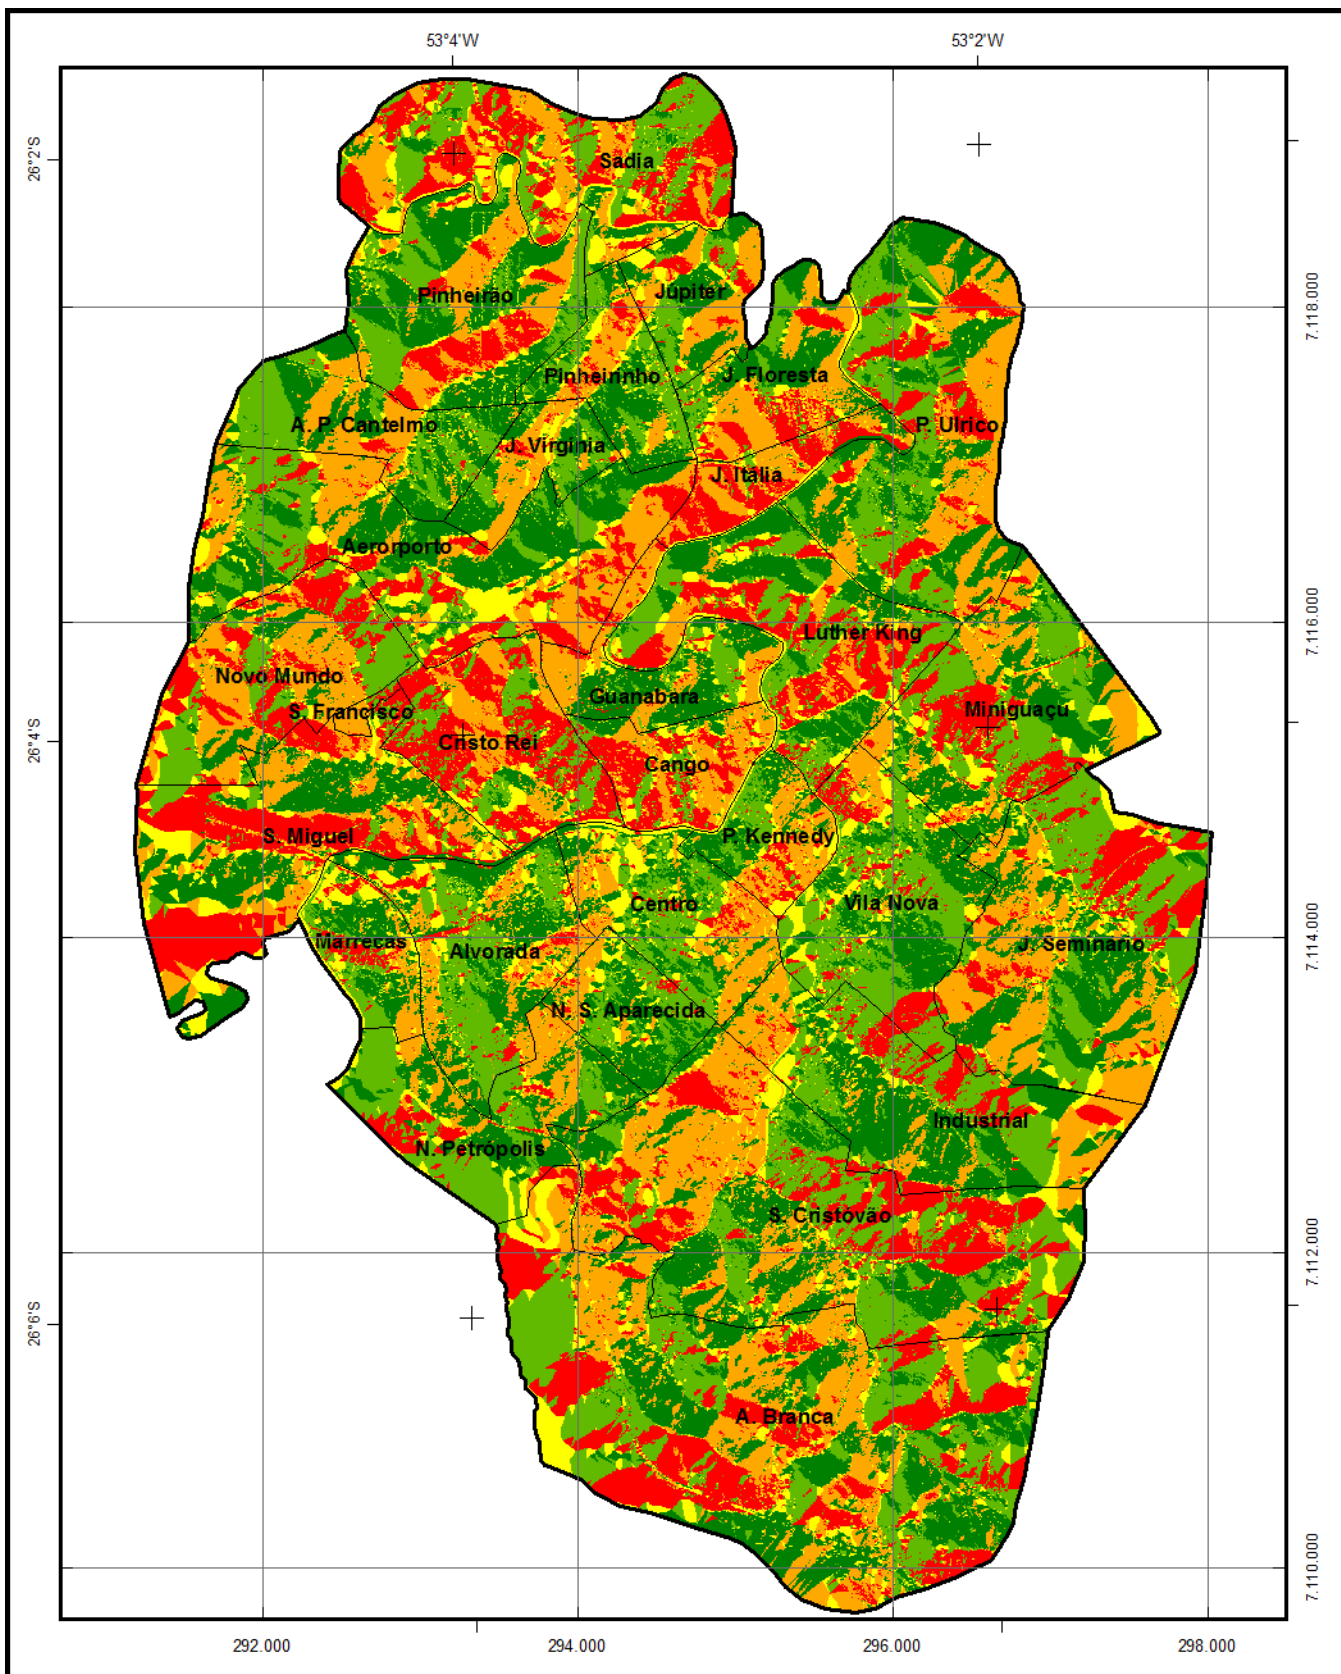 53°4'W
53°2'W
26°2'S
Sadia
Pinheirão
Júpiter
7.118.000
Pinheirinho
J. Floresta
A. P. Cantelmo
P. Ulrico
J. Virgínia
J. Itália
Aerorporto
7.116.000
Luther King
Novo Mundo
Guanabara
S. Francisco
Miniguaçu
26°4'S
Cristo Rei
Cango
S. Miguel
P. Kennedy
Centro
Vila Nova
Marrecas
Alvorada
J. Seminário
7.114.000
N. S. Aparecida
Industrial
N. Petrópolis
S. Cristóvão
7.112.000
26°6'S
A. Branca
7.110.000
292.000
294.000
296.000
298.000